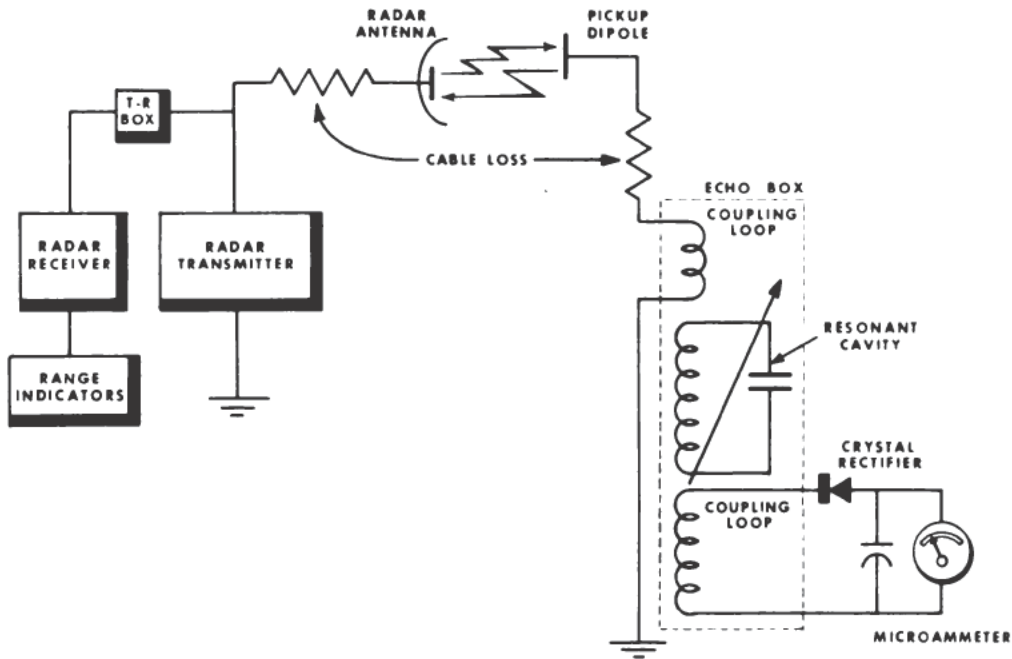 RADAR
ANTENNA
PICKUP
DIPOLE
T-R
BOX
CABLE LOSS
ECHO BOX
COUPLING
LOOP
RADAR
RECEIVER
RADAR
TRANSMITTER
RESONANT
CAVITY
RANGE
INDICATORS
CRYSTAL
RECTIFIER
COUPLING
LOOP
MICROAMMETER